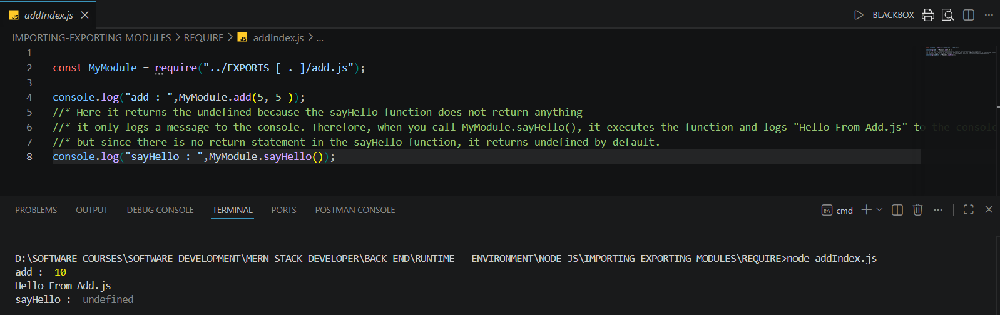 JS addIndex.js
BLACKBOX
IMPORTING-EXPORTING MODULES > REQUIRE > JS addIndex.js > ...
1
2 const MyModule = require("../EXPORTS [ . ]/add.js");
3
4 console.log("add : ",MyModule.add(5, 5 ));
5 //* Here it returns the undefined because the sayHello function does not return anything
6 //* it only logs a message to the console. Therefore, when you call MyModule.sayHello(), it executes the function and logs "Hello From Add.js" to the console
7 //* but since there is no return statement in the sayHello function, it returns undefined by default.
8 console.log("sayHello : ",MyModule.sayHello());
PROBLEMS OUTPUT DEBUG CONSOLE TERMINAL PORTS POSTMAN CONSOLE
cmd
D:\SOFTWARE COURSES\SOFTWARE DEVELOPMENT\MERN STACK DEVELOPER\BACK-END\RUNTIME - ENVIRONMENT\NODE JS\IMPORTING-EXPORTING MODULES\REQUIRE>node addIndex.js
add :  10
Hello From Add.js
sayHello :  undefined